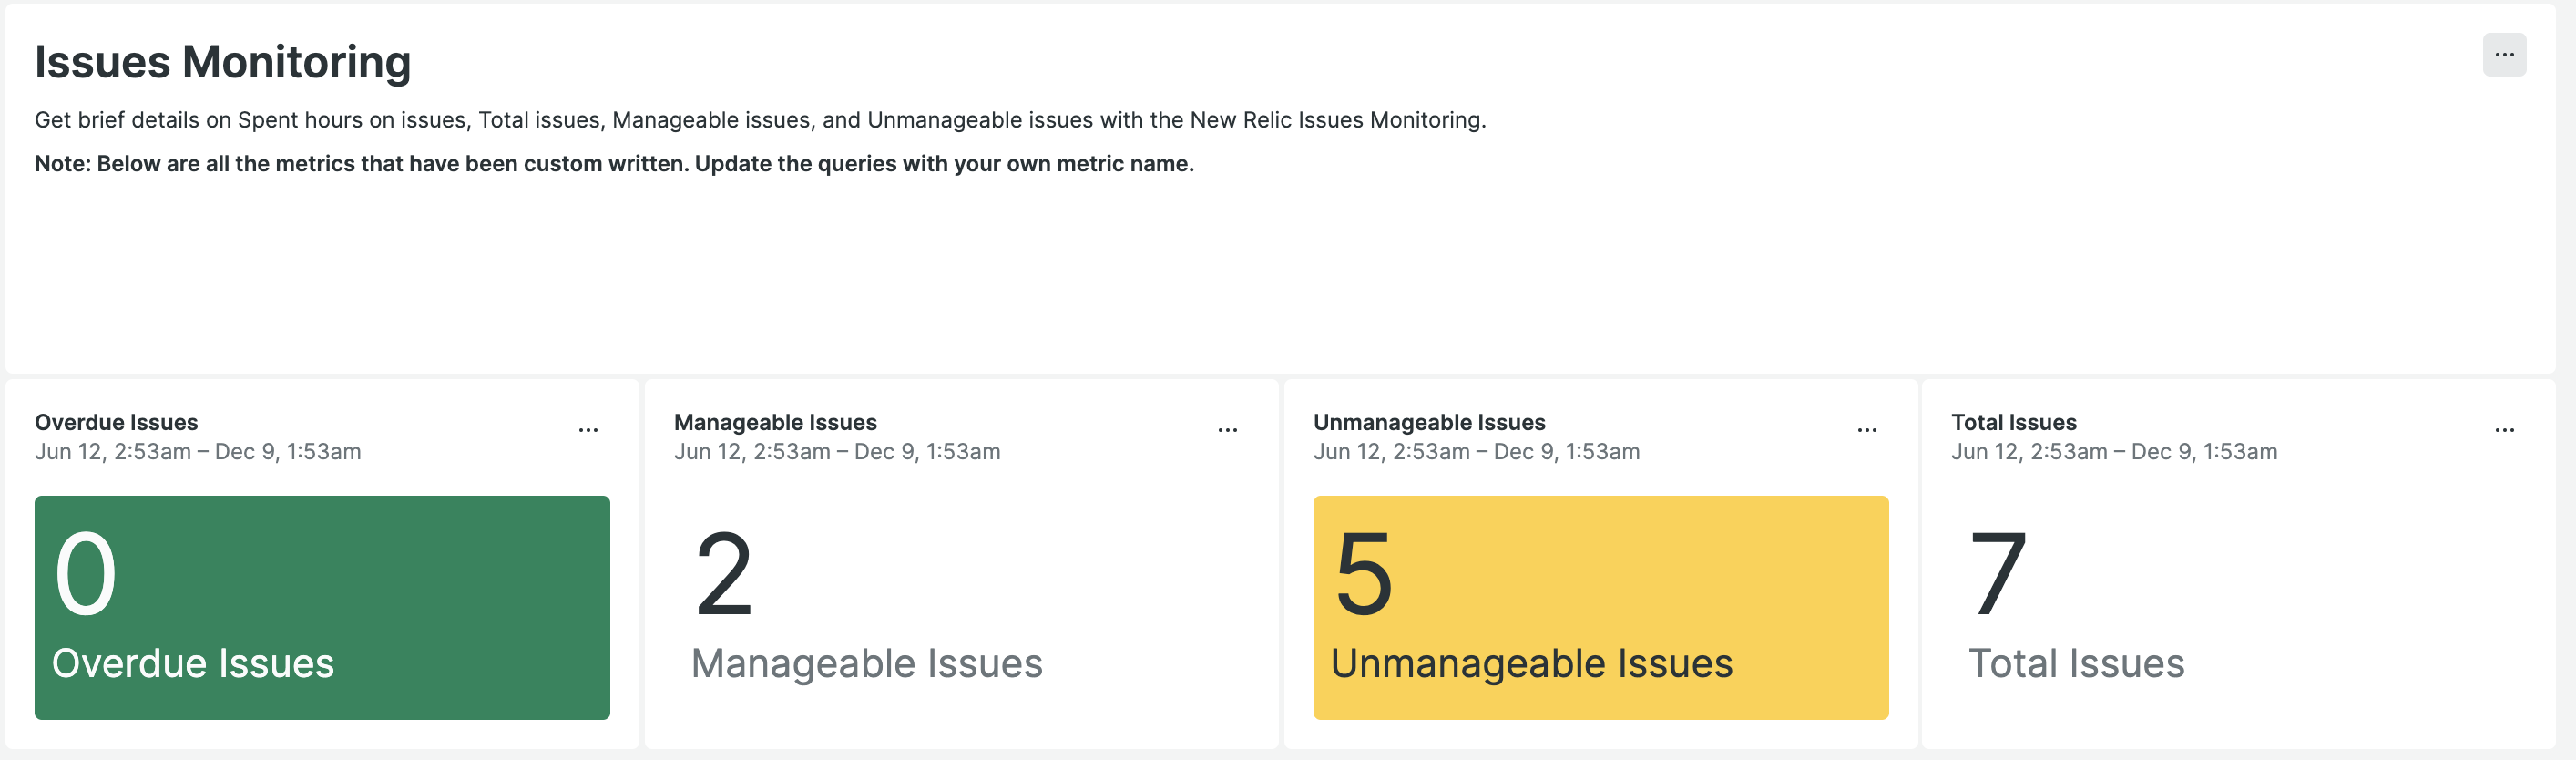 Issues Monitoring
...
Get brief details on Spent hours on issues, Total issues, Manageable issues, and Unmanageable issues with the New Relic Issues Monitoring.
Note: Below are all the metrics that have been custom written. Update the queries with your own metric name.
Overdue Issues
...
Jun 12, 2:53am – Dec 9, 1:53am
0
Overdue Issues
Manageable Issues
...
Jun 12, 2:53am – Dec 9, 1:53am
2
Manageable Issues
Unmanageable Issues
...
Jun 12, 2:53am – Dec 9, 1:53am
5
Unmanageable Issues
Total Issues
...
Jun 12, 2:53am – Dec 9, 1:53am
7
Total Issues